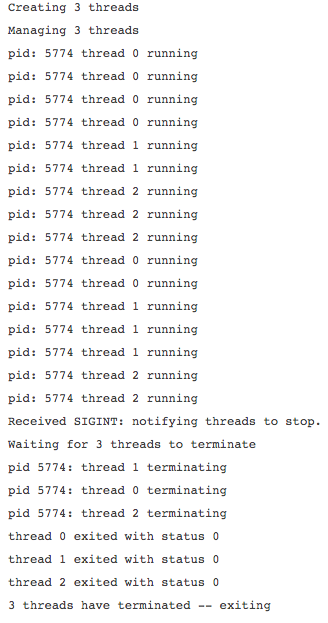 Creating 3 threads
Managing 3 threads
pid: 5774 thread 0 running
pid: 5774 thread 0 running
pid: 5774 thread 0 running
pid: 5774 thread 0 running
pid: 5774 thread 1 running
pid: 5774 thread 1 running
pid: 5774 thread 2 running
pid: 5774 thread 2 running
pid: 5774 thread 2 running
pid: 5774 thread 0 running
pid: 5774 thread 0 running
pid: 5774 thread 1 running
pid: 5774 thread 1 running
pid: 5774 thread 1 running
pid: 5774 thread 2 running
pid: 5774 thread 2 running
Received SIGINT: notifying threads to stop.
Waiting for 3 threads to terminate
pid 5774: thread 1 terminating
pid 5774: thread 0 terminating
pid 5774: thread 2 terminating
thread 0 exited with status 0
thread 1 exited with status 0
thread 2 exited with status 0
3 threads have terminated -- exiting